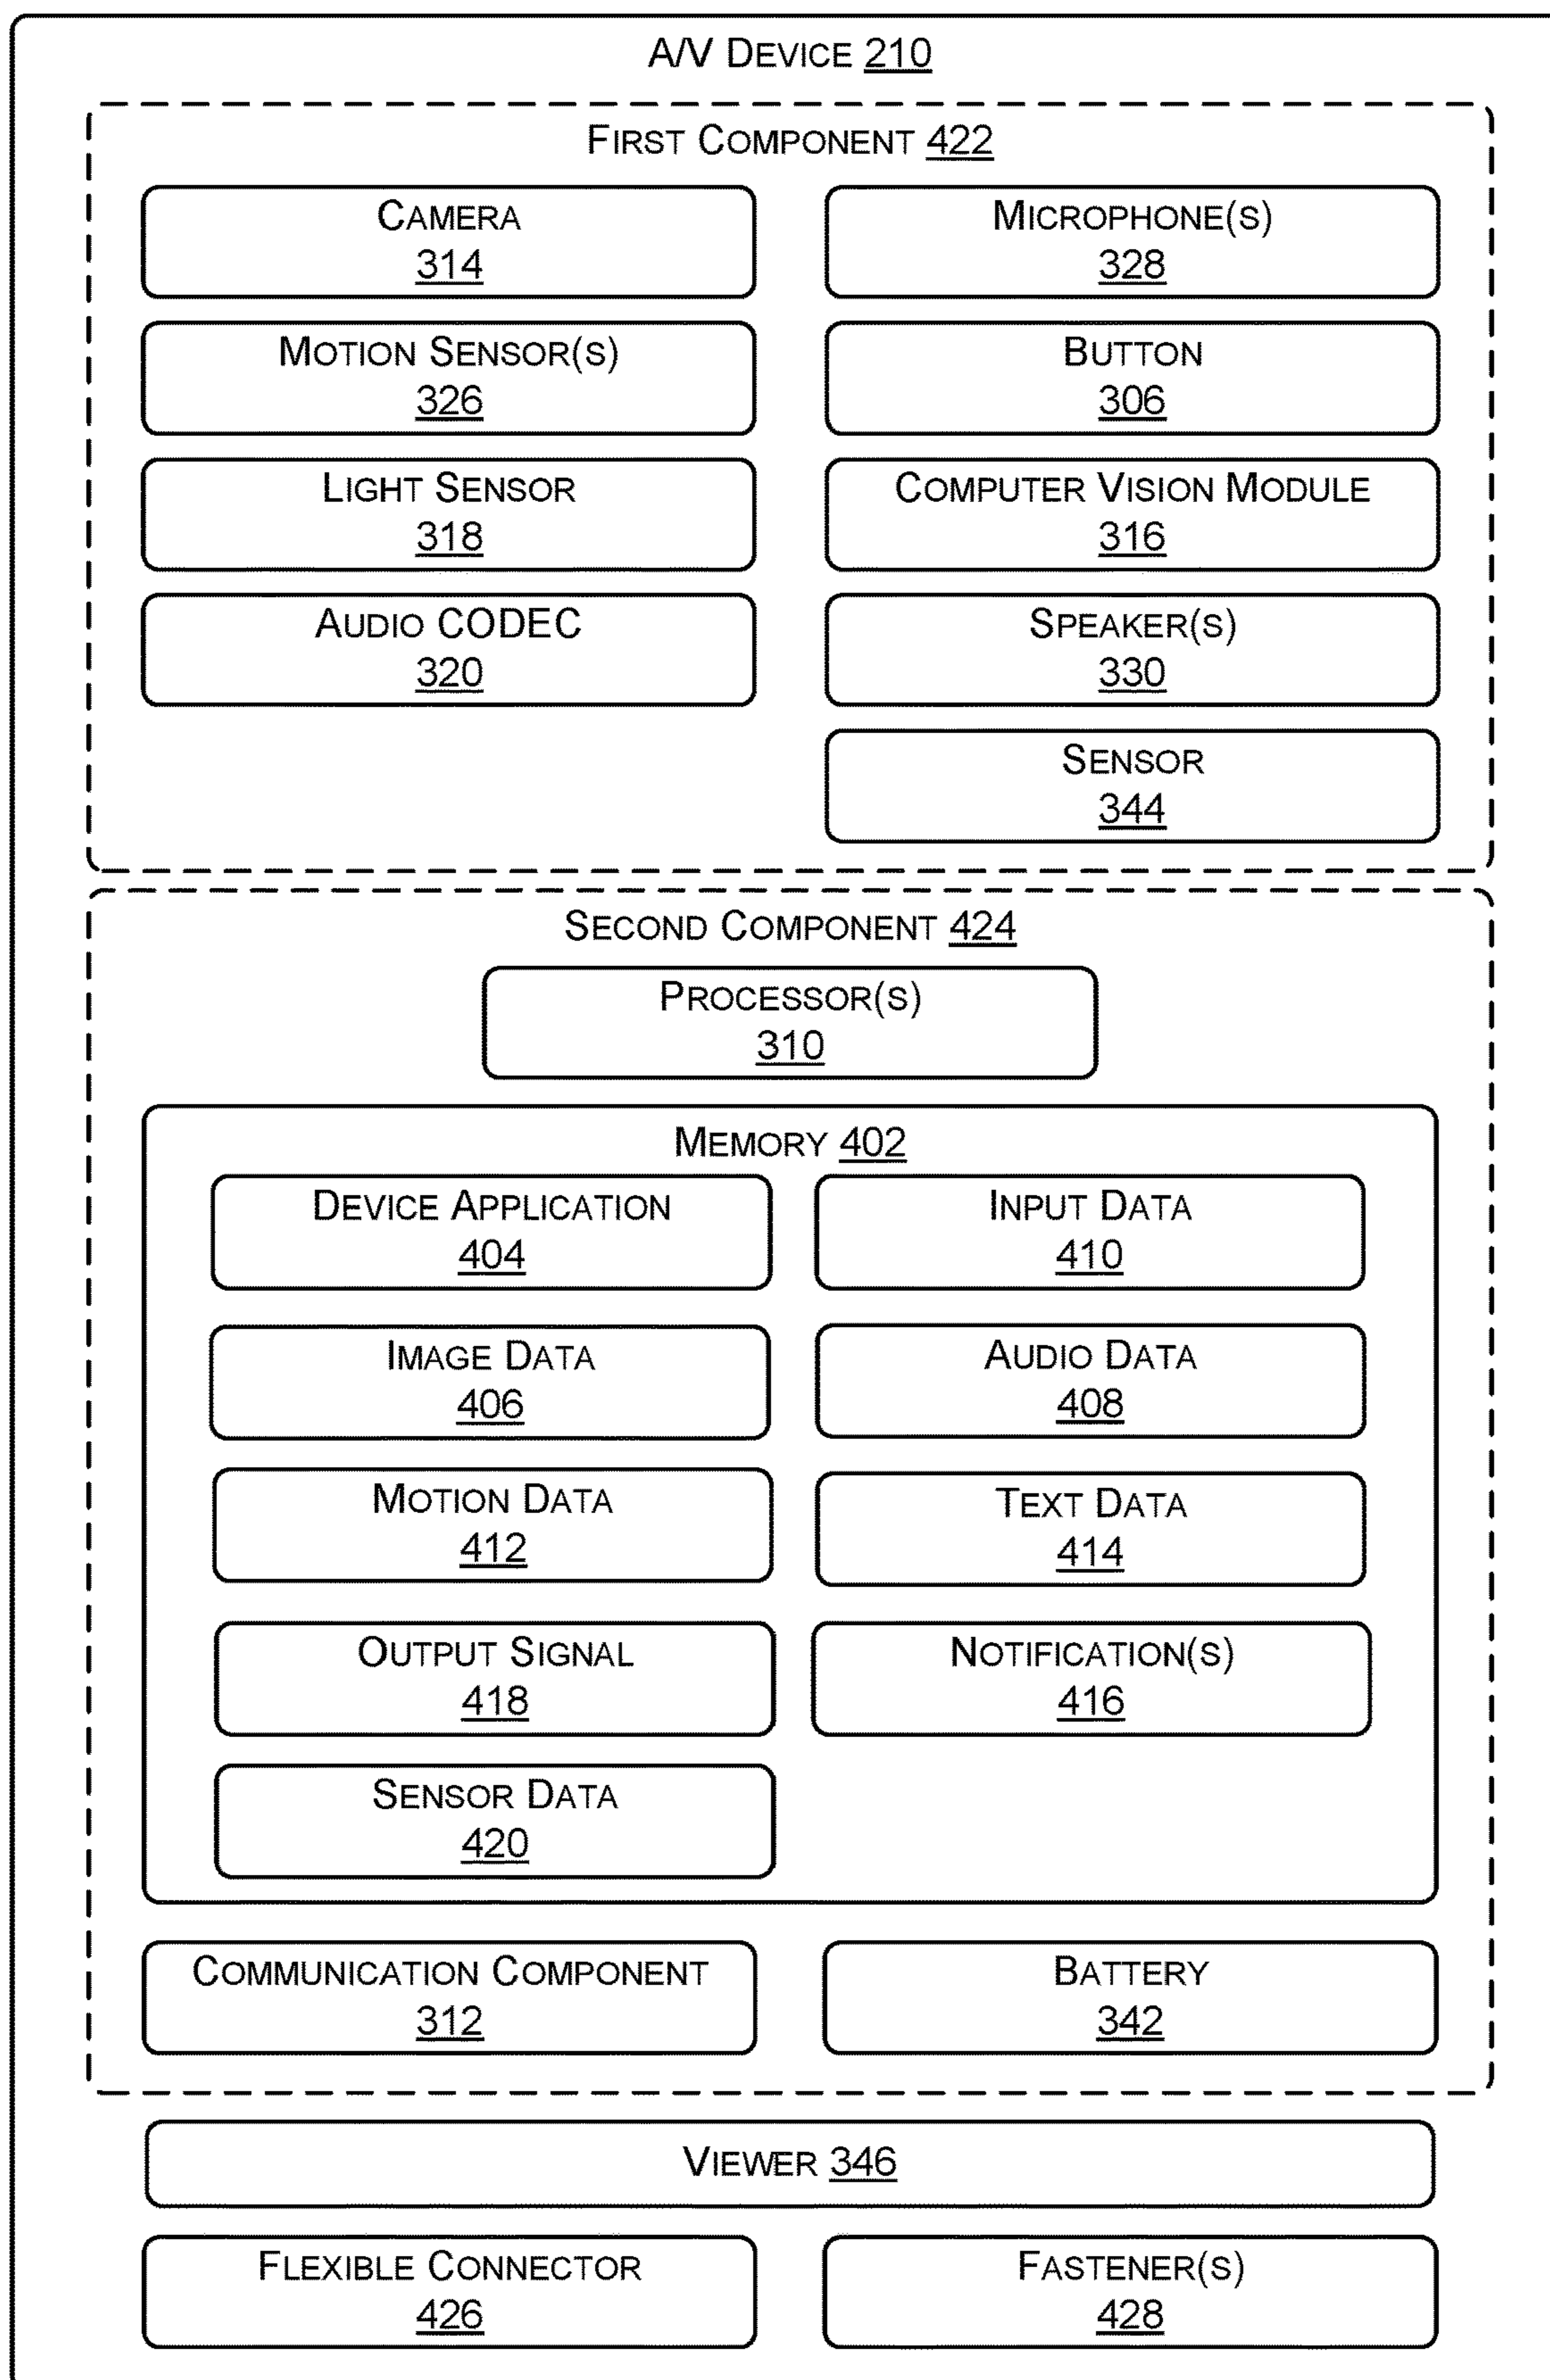 A/V DEVICE 210
FIRST COMPONENT 422
CAMERA
314
MICROPHONE(S)
328
MOTION SENSOR(S)
326
BUTTON
306
LIGHT SENSOR
318
COMPUTER VISION MODULE
316
AUDIO CODEC
320
SPEAKER(S)
330
SENSOR
344
SECOND COMPONENT 424
PROCESSOR(S)
310
MEMORY 402
DEVICE APPLICATION
404
INPUT DATA
410
IMAGE DATA
406
AUDIO DATA
408
MOTION DATA
412
TEXT DATA
414
OUTPUT SIGNAL
418
NOTIFICATION(S)
416
SENSOR DATA
420
COMMUNICATION COMPONENT
312
BATTERY
342
VIEWER 346
FLEXIBLE CONNECTOR
426
FASTENER(S)
428